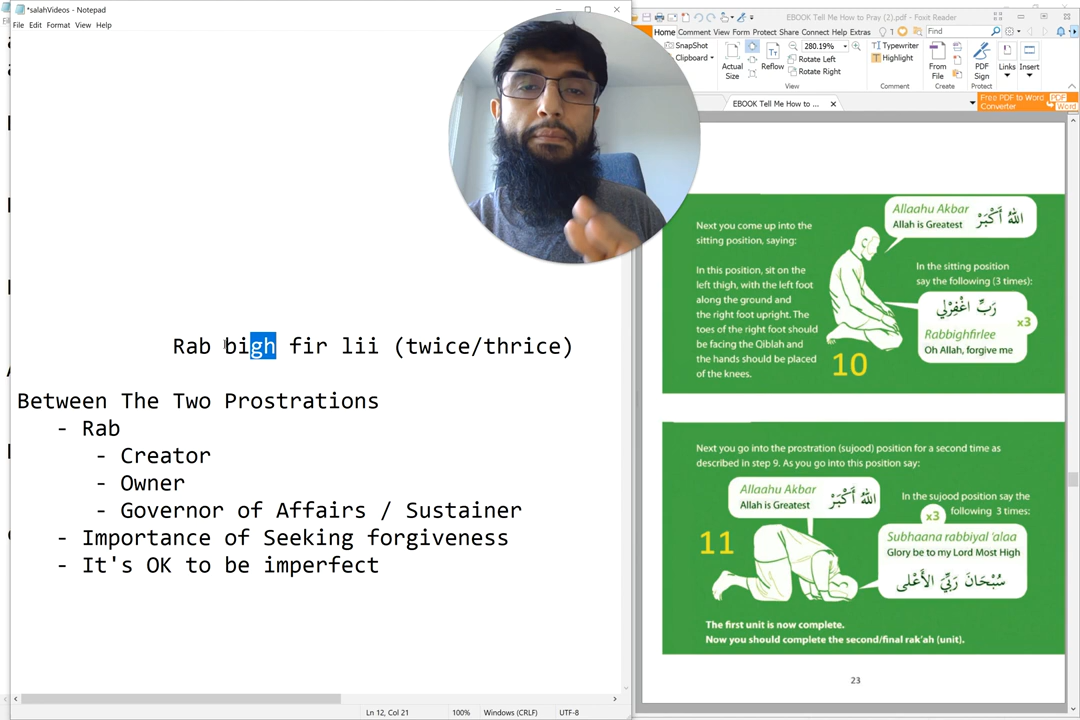 *salahVideos - Notepad
File Edit Format View Help
Rab bigh fir lii (twice/thrice)
Between The Two Prostrations
- Rab
- Creator
- Owner
- Governor of Affairs / Sustainer
- Importance of Seeking forgiveness
- It's OK to be imperfect
Ln 12, Col 21 100% Windows (CRLF) UTF-8
EBOOK Tell Me How to Pray (2).pdf - Foxit Reader
Home Comment View Form Protect Share Connect Help Extras
Find
SnapShot
Clipboard
Actual Size
Reflow
280.19%
Rotate Left
Rotate Right
View
Typewriter
Highlight
Comment
From File
Create
PDF Sign
Protect
Links
Insert
EBOOK Tell Me How to ...
Free PDF to Word
Converter
PDF
Word
Next you come up into the
sitting position, saying:
In this position, sit on the
left thigh, with the left foot
along the ground and
the right foot upright. The
toes of the right foot should
be facing the Qiblah and
the hands should be placed
of the knees.
Allaahu Akbar
Allah is Greatest
اللهُ أَكْبَرْ
In the sitting position
say the following (3 times):
رَبِّ اغْفِرْلِي
Rabbighfirlee
Oh Allah, forgive me
x3
10
Next you go into the prostration (sujood) position for a second time as
described in step 9. As you go into this position say:
Allaahu Akbar
Allah is Greatest
اللهُ أَكْبَرْ
In the sujood position say the
x3 following 3 times:
Subhaana rabbiyal 'alaa
Glory be to my Lord Most High
سُبْحَانَ رَبِّيَ الأَعْلَى
11
The first unit is now complete.
Now you should complete the second/final rak'ah (unit).
23